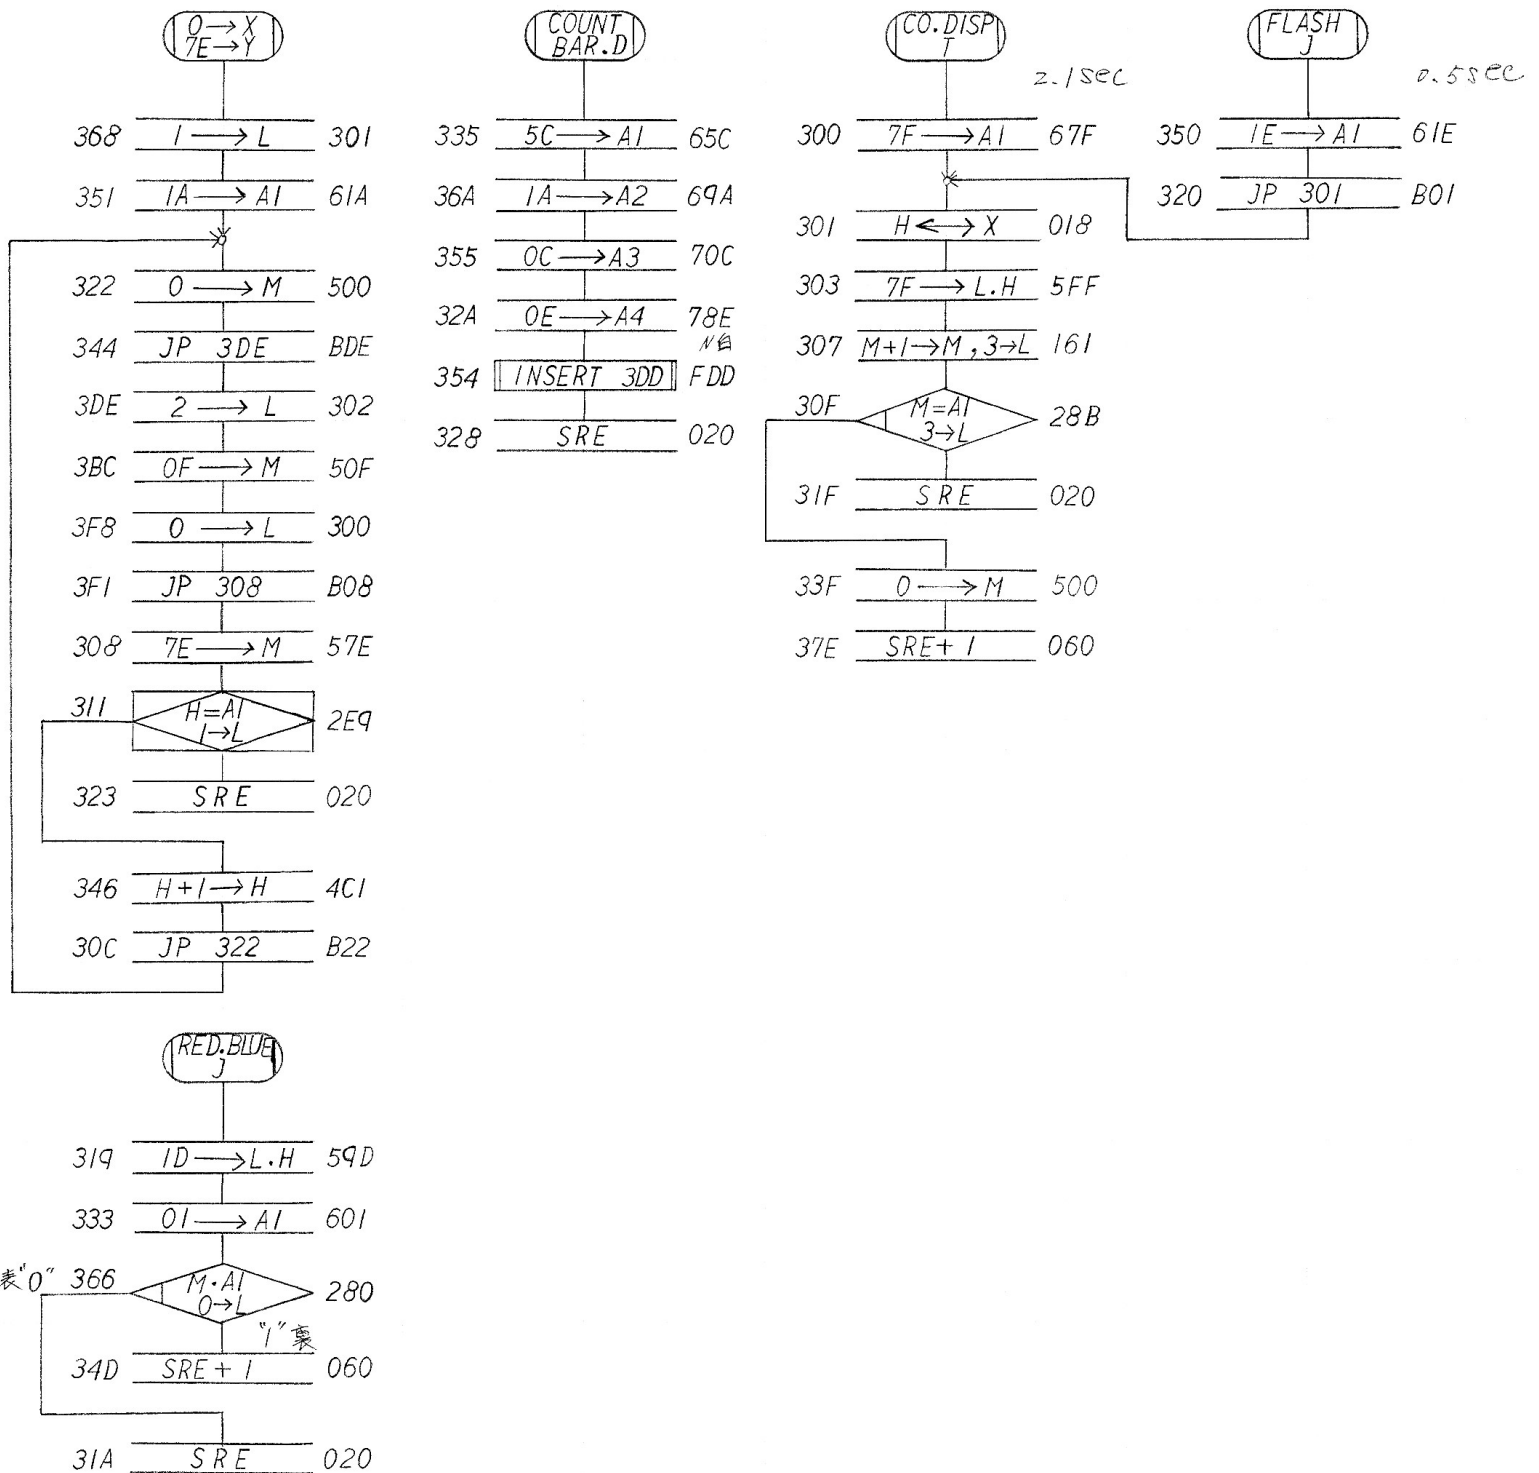 0→X
7E→Y
368 1→L 301
351 1A→A1 61A
322 0→M 500
344 JP 3DE BDE
3DE 2→L 302
3BC 0F→M 50F
3F8 0→L 300
3F1 JP 308 B08
308 7E→M 57E
311 H=A1 2E9
1→L
323 SRE 020
346 H+1→H 4C1
30C JP 322 B22
RED.BLUE
J
319 1D→L.H 59D
333 01→A1 601
表"0" 366 M·A1 280
0→L
"1"裏
34D SRE+1 060
31A SRE 020
COUNT
BAR.D
335 5C→A1 65C
36A 1A→A2 69A
355 0C→A3 70C
32A 0E→A4 78E
354 INSERT 3DD FDD
328 SRE 020
CO.DISP
T
2.1sec
300 7F→A1 67F
301 H↔X 018
303 7F→L.H 5FF
307 M+1→M,3→L 161
30F M=A1 28B
3→L
31F SRE 020
33F 0→M 500
37E SRE+1 060
FLASH
J
0.5sec
350 1E→A1 61E
320 JP 301 B01